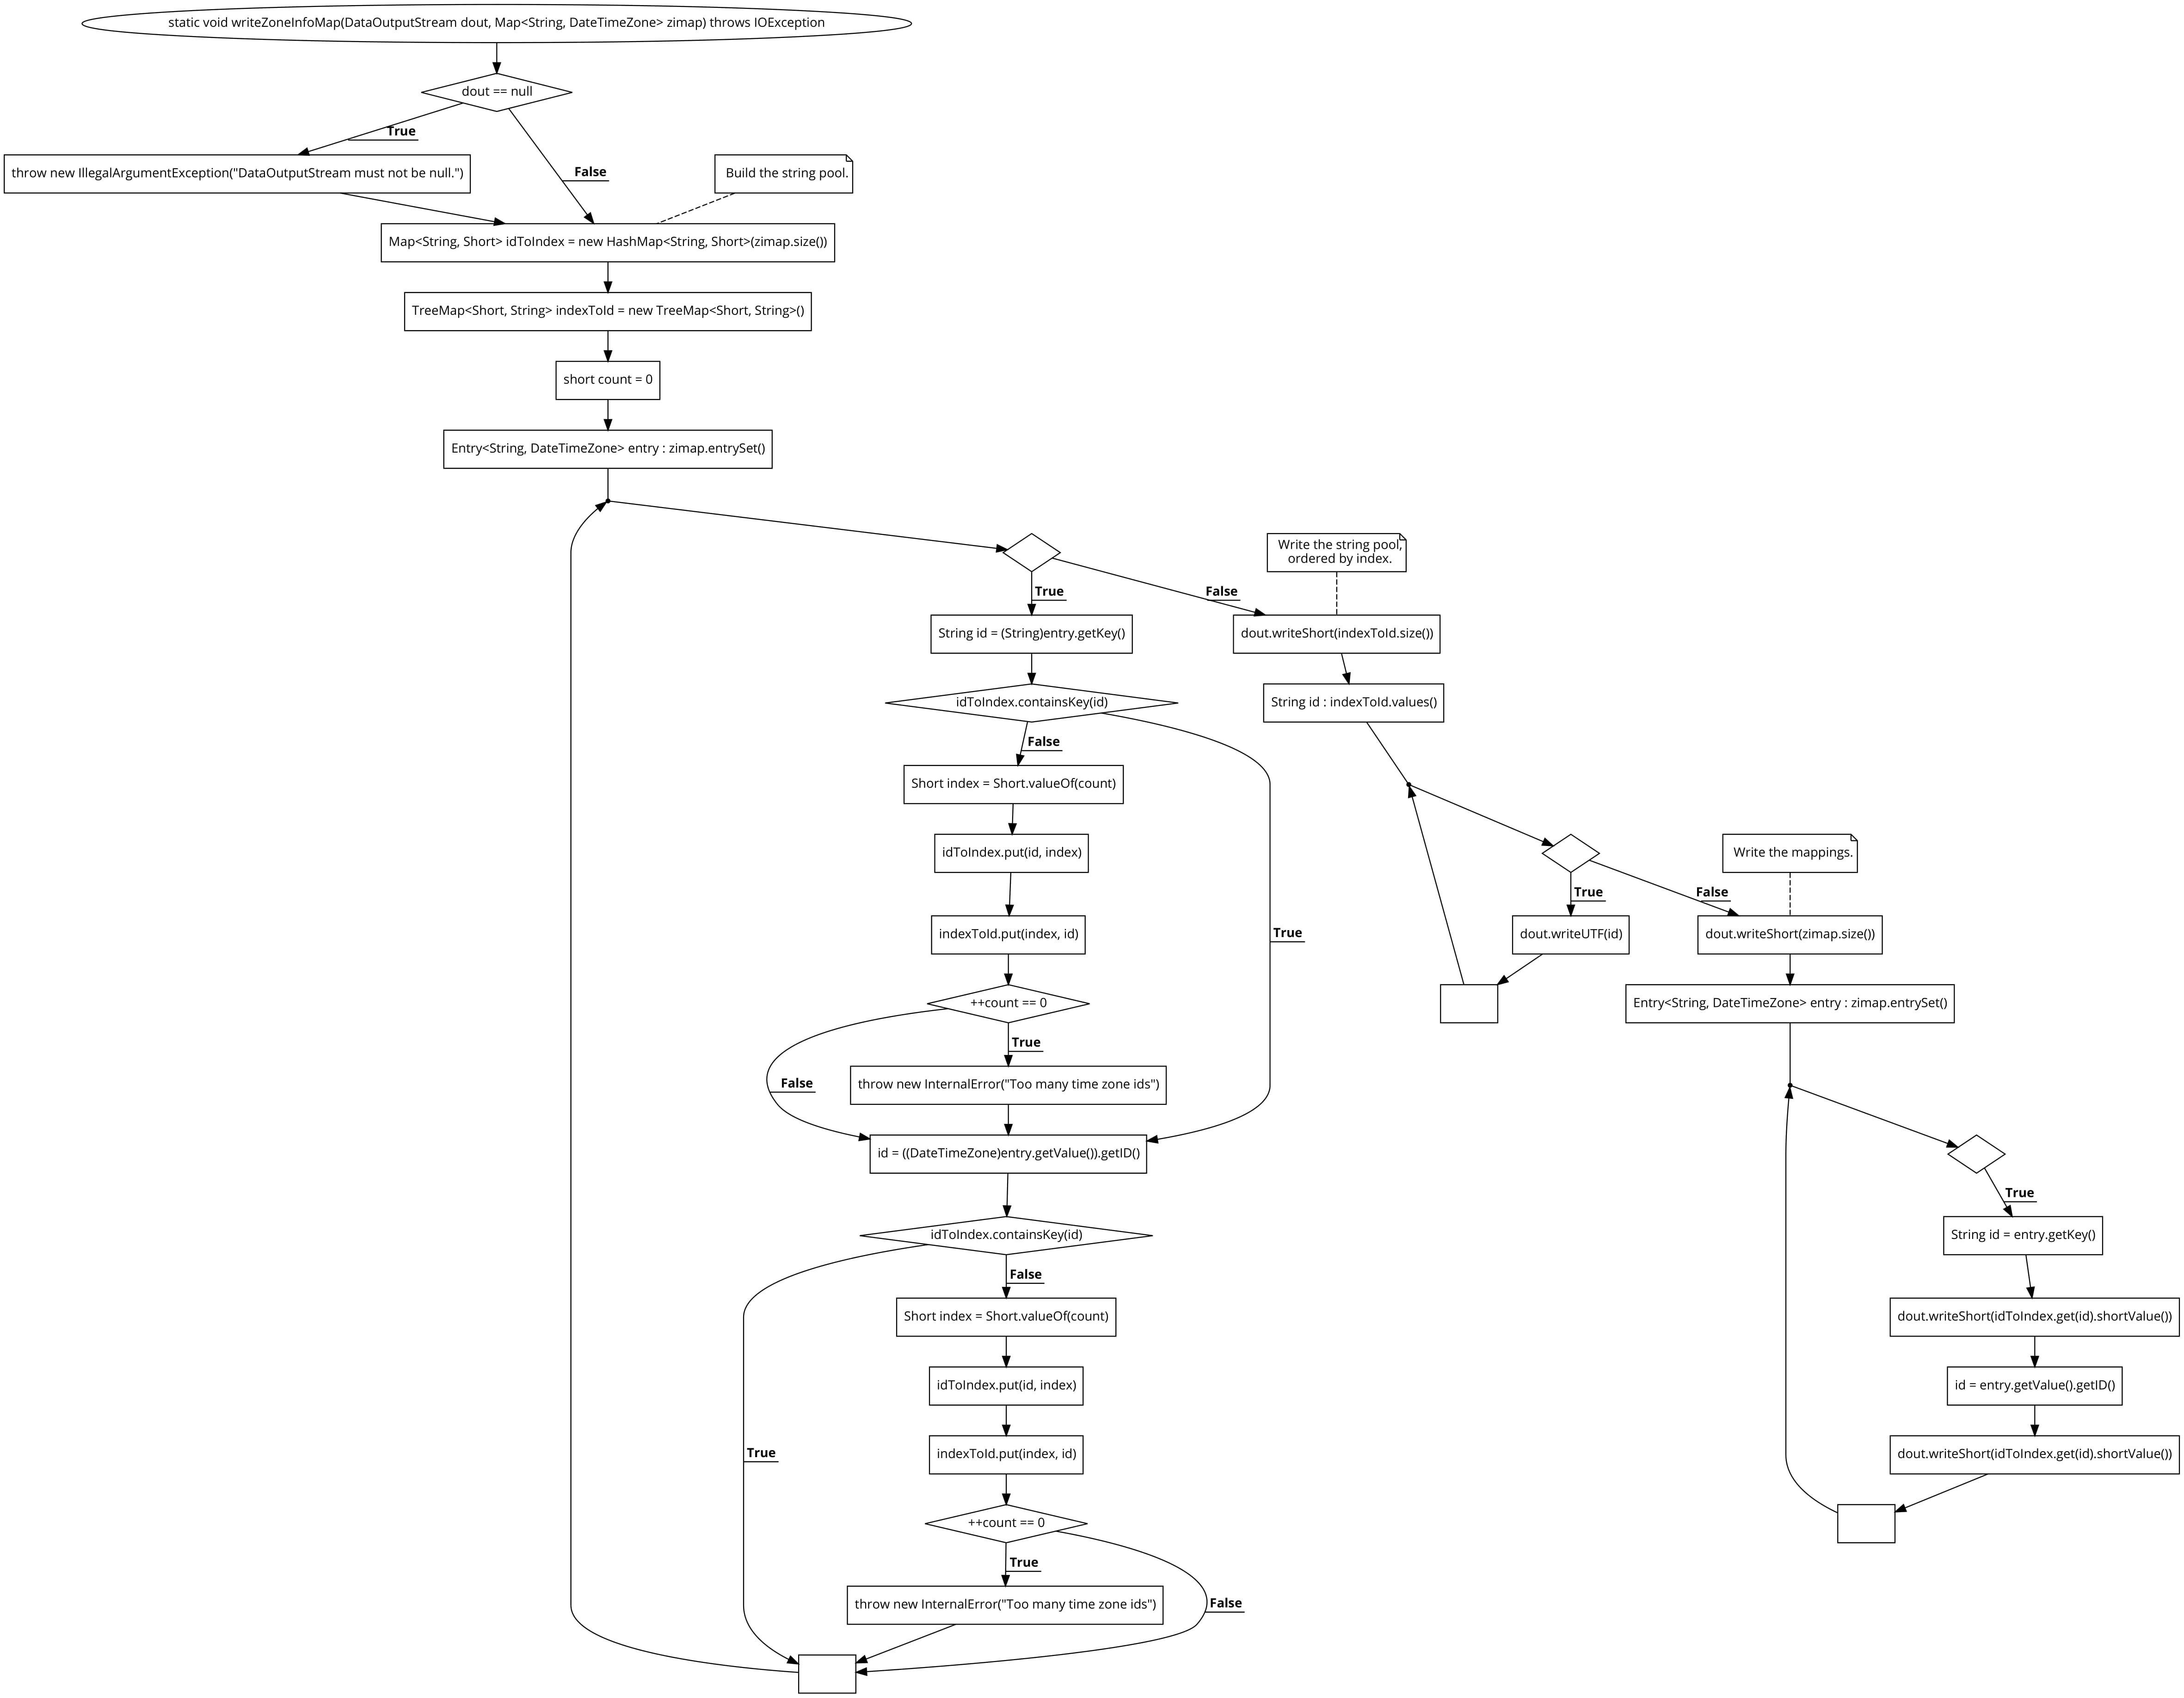 static void writeZoneInfoMap(DataOutputStream dout, Map<String, DateTimeZone> zimap) throws IOException
dout == null
True
False
throw new IllegalArgumentException("DataOutputStream must not be null.")
Build the string pool.
Map<String, Short> idToIndex = new HashMap<String, Short>(zimap.size())
TreeMap<Short, String> indexToId = new TreeMap<Short, String>()
short count = 0
Entry<String, DateTimeZone> entry : zimap.entrySet()
True
String id = (String)entry.getKey()
idToIndex.containsKey(id)
False
Short index = Short.valueOf(count)
idToIndex.put(id, index)
indexToId.put(index, id)
True
++count == 0
True
False
throw new InternalError("Too many time zone ids")
id = ((DateTimeZone)entry.getValue()).getID()
idToIndex.containsKey(id)
False
Short index = Short.valueOf(count)
idToIndex.put(id, index)
True
indexToId.put(index, id)
++count == 0
True
throw new InternalError("Too many time zone ids")
False
Write the string pool,
ordered by index.
False
dout.writeShort(indexToId.size())
String id : indexToId.values()
True
dout.writeUTF(id)
Write the mappings.
False
dout.writeShort(zimap.size())
Entry<String, DateTimeZone> entry : zimap.entrySet()
True
String id = entry.getKey()
dout.writeShort(idToIndex.get(id).shortValue())
id = entry.getValue().getID()
dout.writeShort(idToIndex.get(id).shortValue())